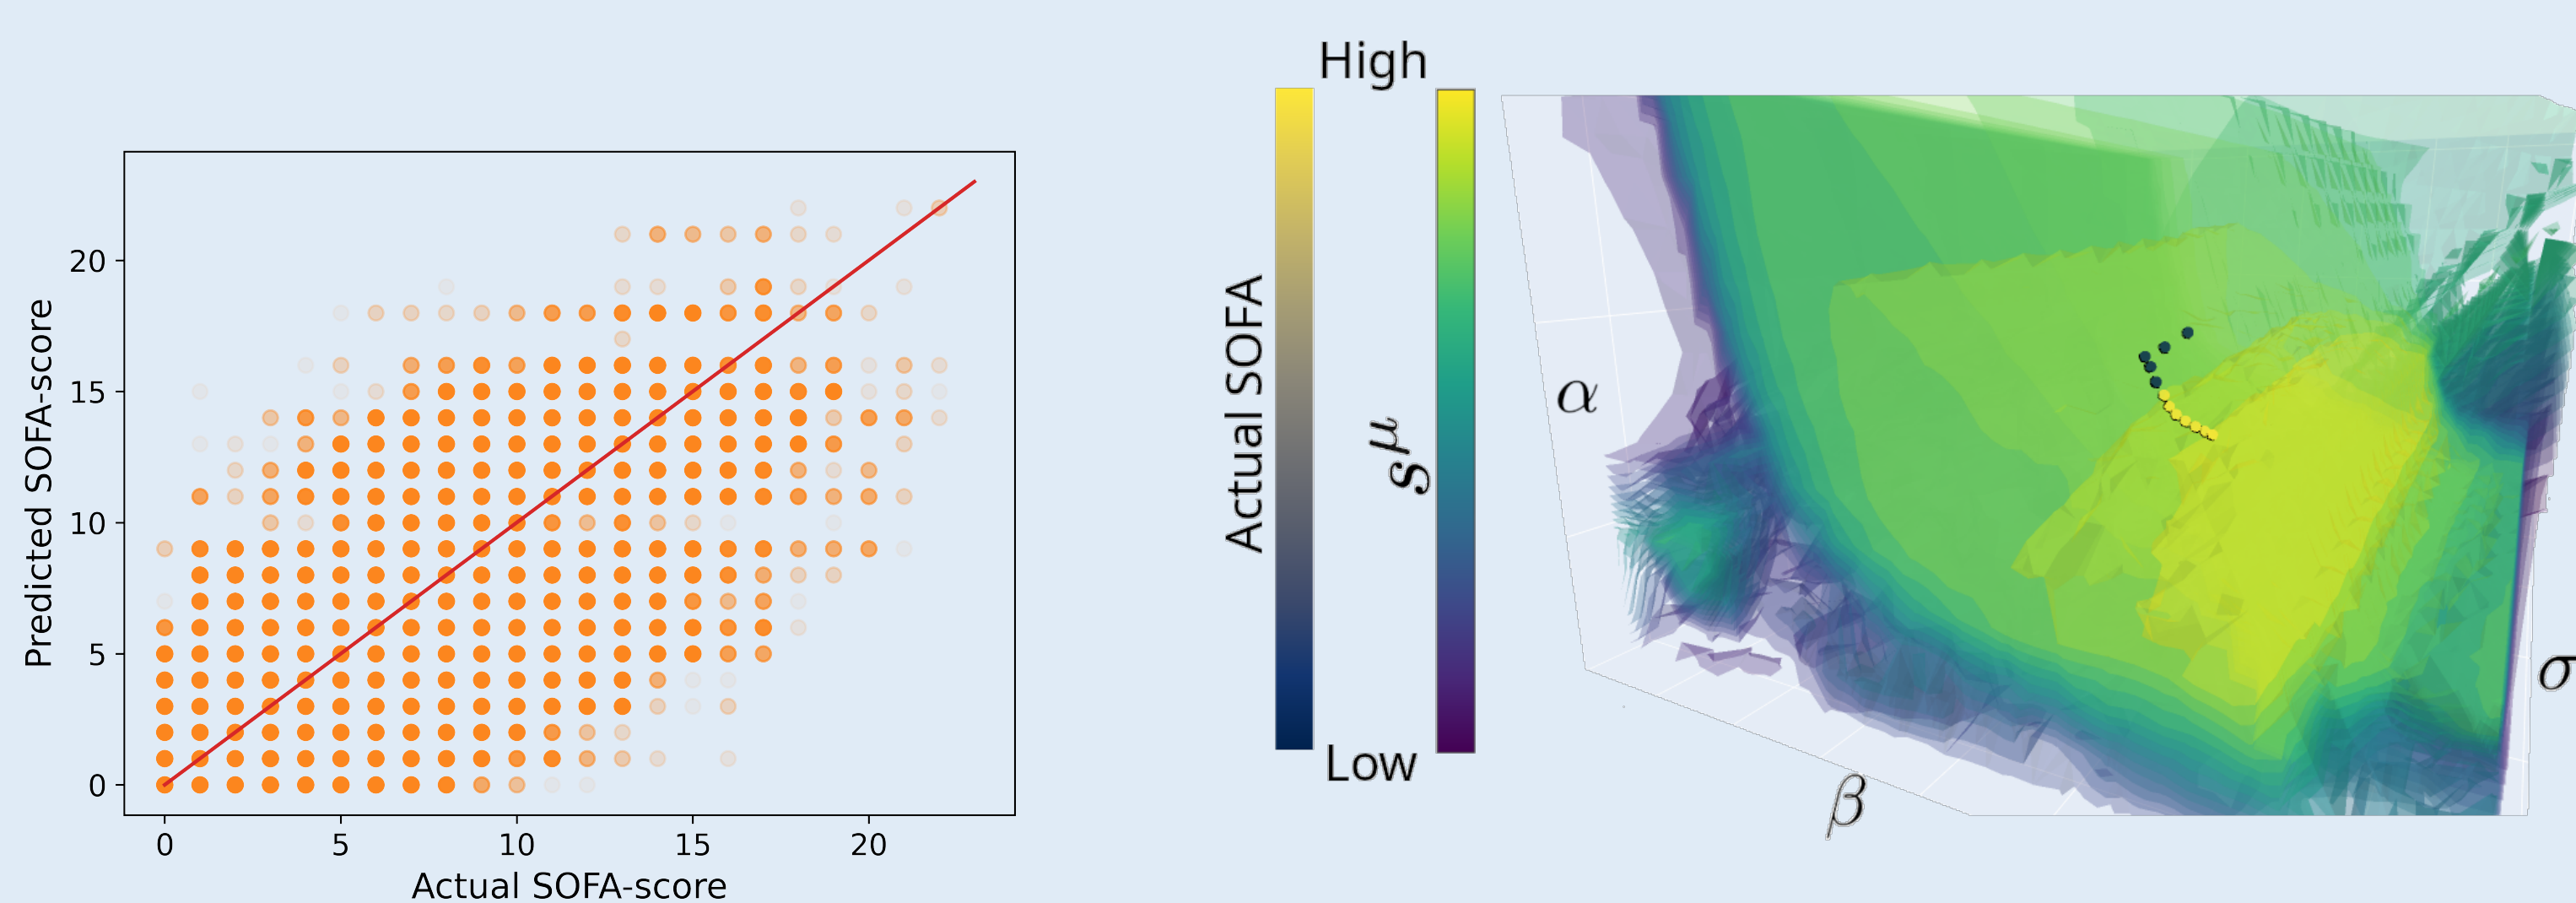 Predicted SOFA-score
20
15
10
5
0
0 5 10 15 20
Actual SOFA-score
High
Actual SOFA
s^μ
Low
α
β
σ